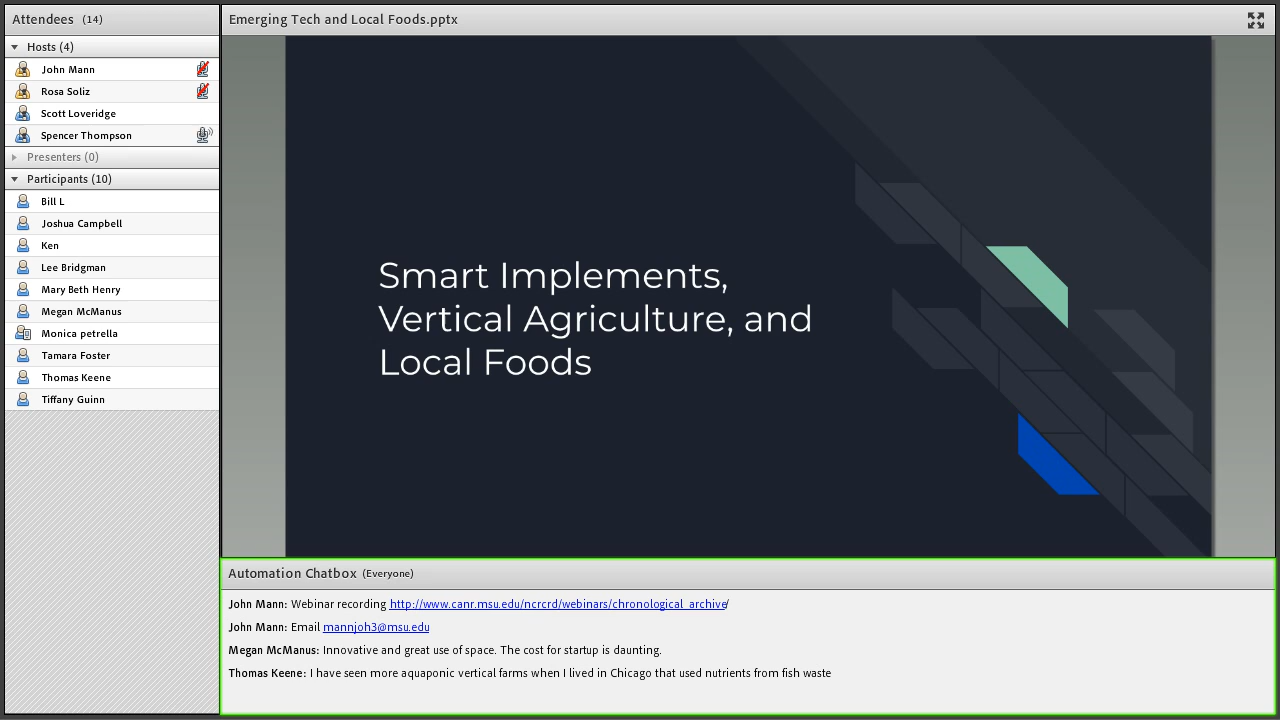 Attendees (14)
Hosts (4)
John Mann
Rosa Soliz
Scott Loveridge
Spencer Thompson
Presenters (0)
Participants (10)
Bill L
Joshua Campbell
Ken
Lee Bridgman
Mary Beth Henry
Megan McManus
Monica petrella
Tamara Foster
Thomas Keene
Tiffany Guinn
Emerging Tech and Local Foods.pptx
Smart Implements,
Vertical Agriculture, and
Local Foods
Automation Chatbox (Everyone)
John Mann: Webinar recording http://www.canr.msu.edu/ncrcrd/webinars/chronological_archive/
John Mann: Email mannjoh3@msu.edu
Megan McManus: Innovative and great use of space. The cost for startup is daunting.
Thomas Keene: I have seen more aquaponic vertical farms when I lived in Chicago that used nutrients from fish waste